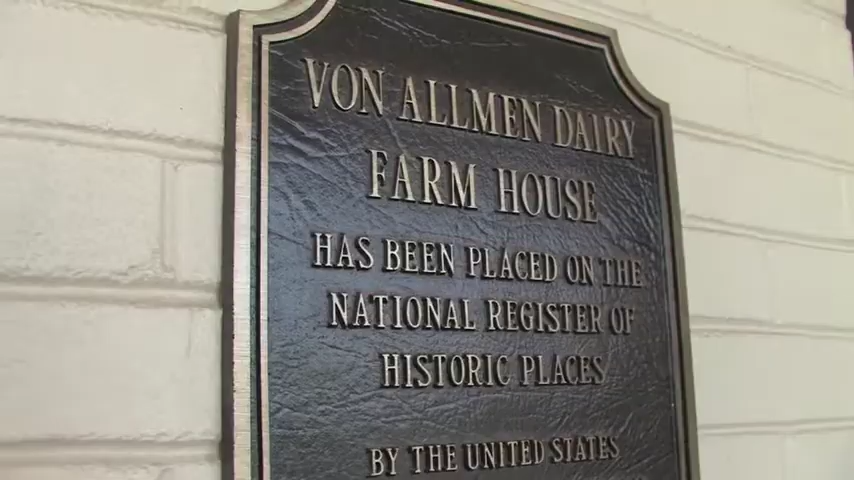 VON ALLMEN DAIRY
FARM HOUSE
HAS BEEN PLACED ON THE
NATIONAL REGISTER OF
HISTORIC PLACES
BY THE UNITED STATES